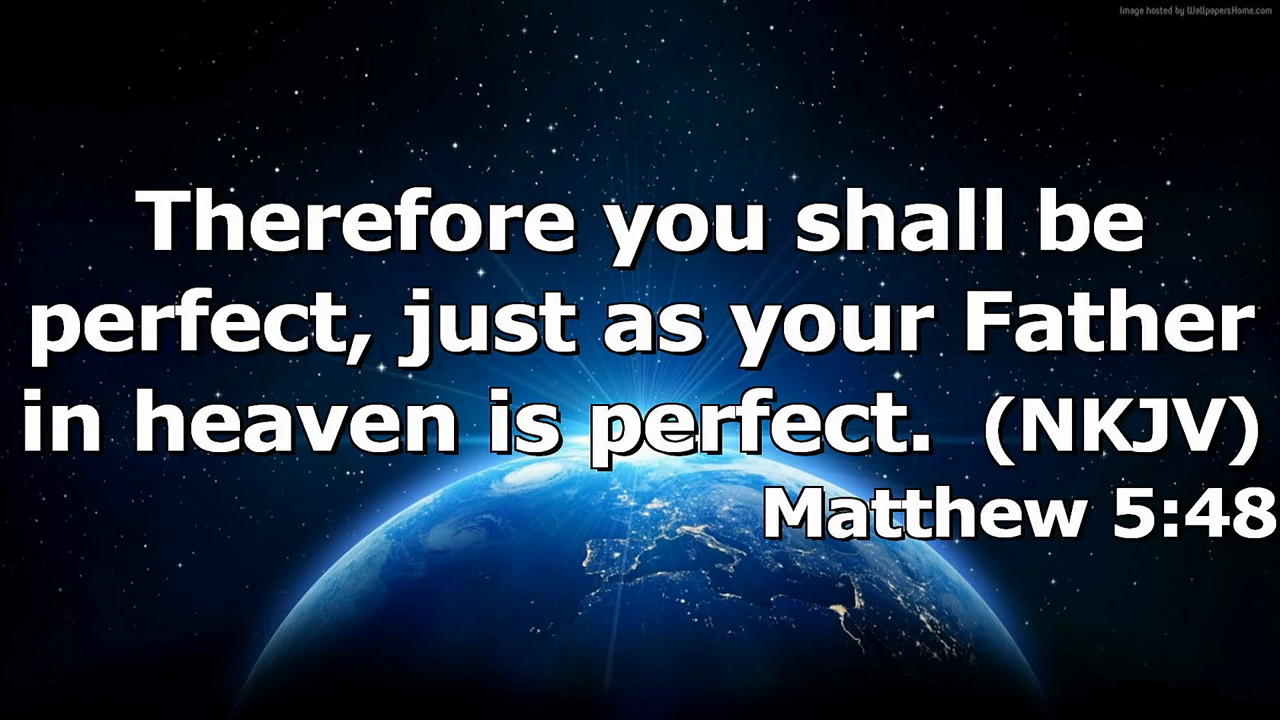 Image hosted by WallpapersHome.com
Therefore you shall be
perfect, just as your Father
in heaven is perfect. (NKJV)
Matthew 5:48